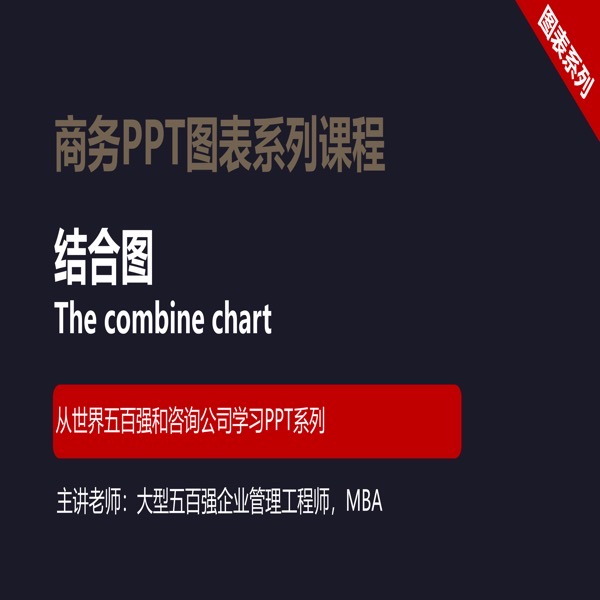 图表系列
商务PPT图表系列课程
结合图
The combine chart
从世界五百强和咨询公司学习PPT系列
主讲老师：大型五百强企业管理工程师，MBA